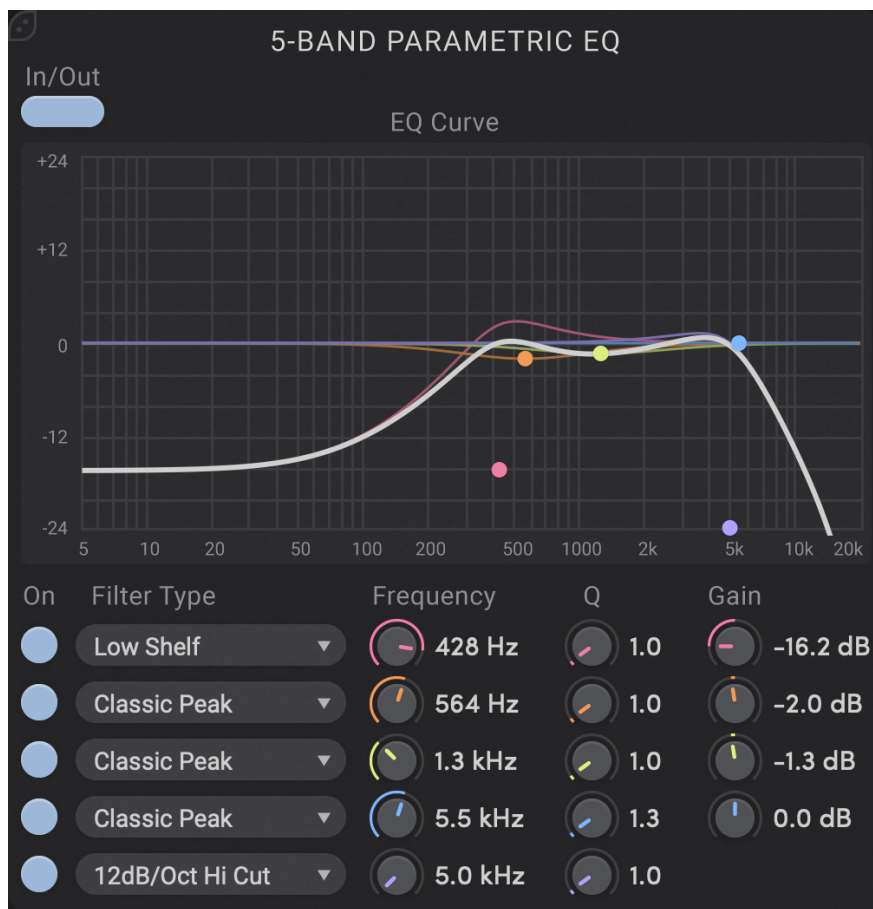 5-BAND PARAMETRIC EQ
In/Out
EQ Curve
+24
+12
0
-12
-24
5 10 20 50 100 200 500 1000 2k 5k 10k 20k
On Filter Type Frequency Q Gain
Low Shelf 428 Hz 1.0 -16.2 dB
Classic Peak 564 Hz 1.0 -2.0 dB
Classic Peak 1.3 kHz 1.0 -1.3 dB
Classic Peak 5.5 kHz 1.3 0.0 dB
12dB/Oct Hi Cut 5.0 kHz 1.0